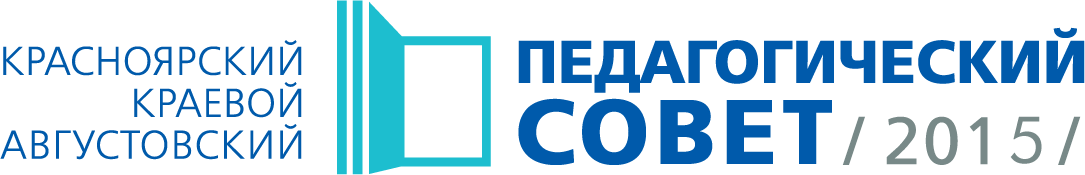 КРАСНОЯРСКИЙ
КРАЕВОЙ
АВГУСТОВСКИЙ
ПЕДАГОГИЧЕСКИЙ
СОВЕТ / 2015 /